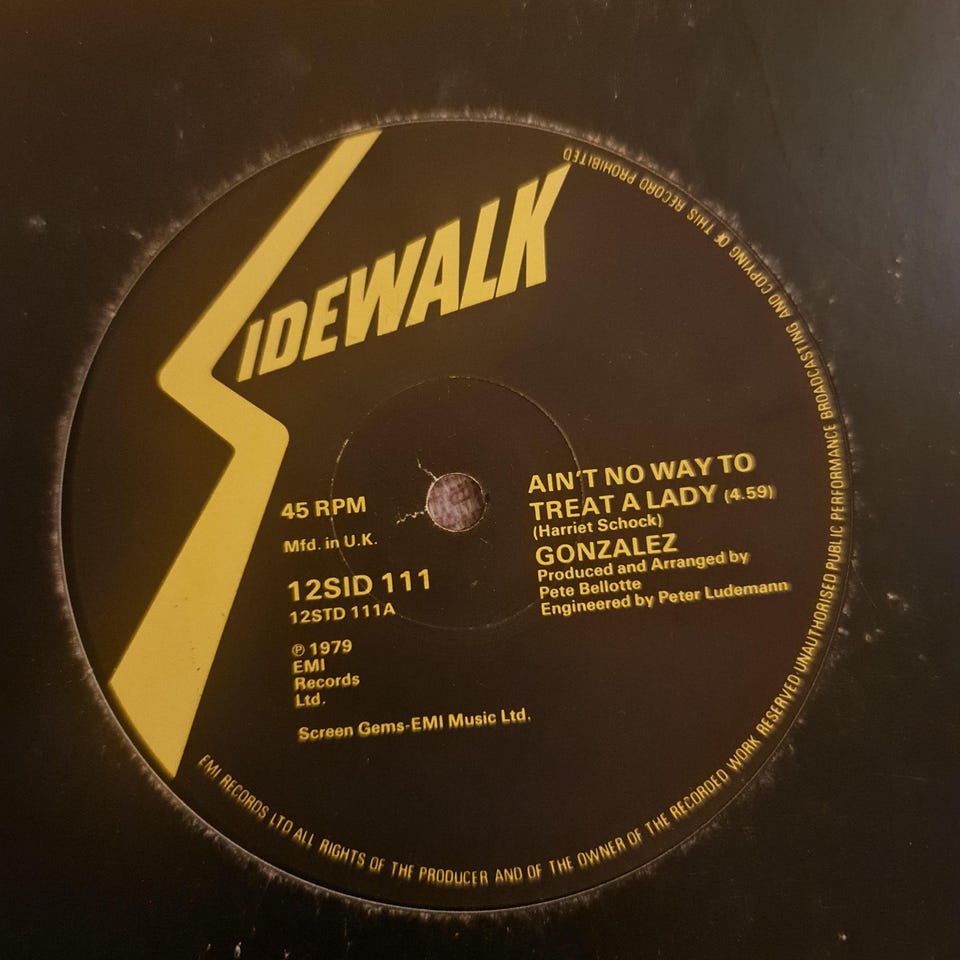 SIDEWALK
45 RPM
Mfd. in U.K.
12SID 111
12STD 111A
℗ 1979
EMI
Records
Ltd.
Screen Gems-EMI Music Ltd.
AIN'T NO WAY TO
TREAT A LADY (4.59)
(Harriet Schock)
GONZALEZ
Produced and Arranged by
Pete Bellotte
Engineered by Peter Ludemann
EMI RECORDS LTD ALL RIGHTS OF THE PRODUCER AND OF THE OWNER OF THE RECORDED WORK RESERVED UNAUTHORISED PUBLIC PERFORMANCE BROADCASTING AND COPYING OF THIS RECORD PROHIBITED